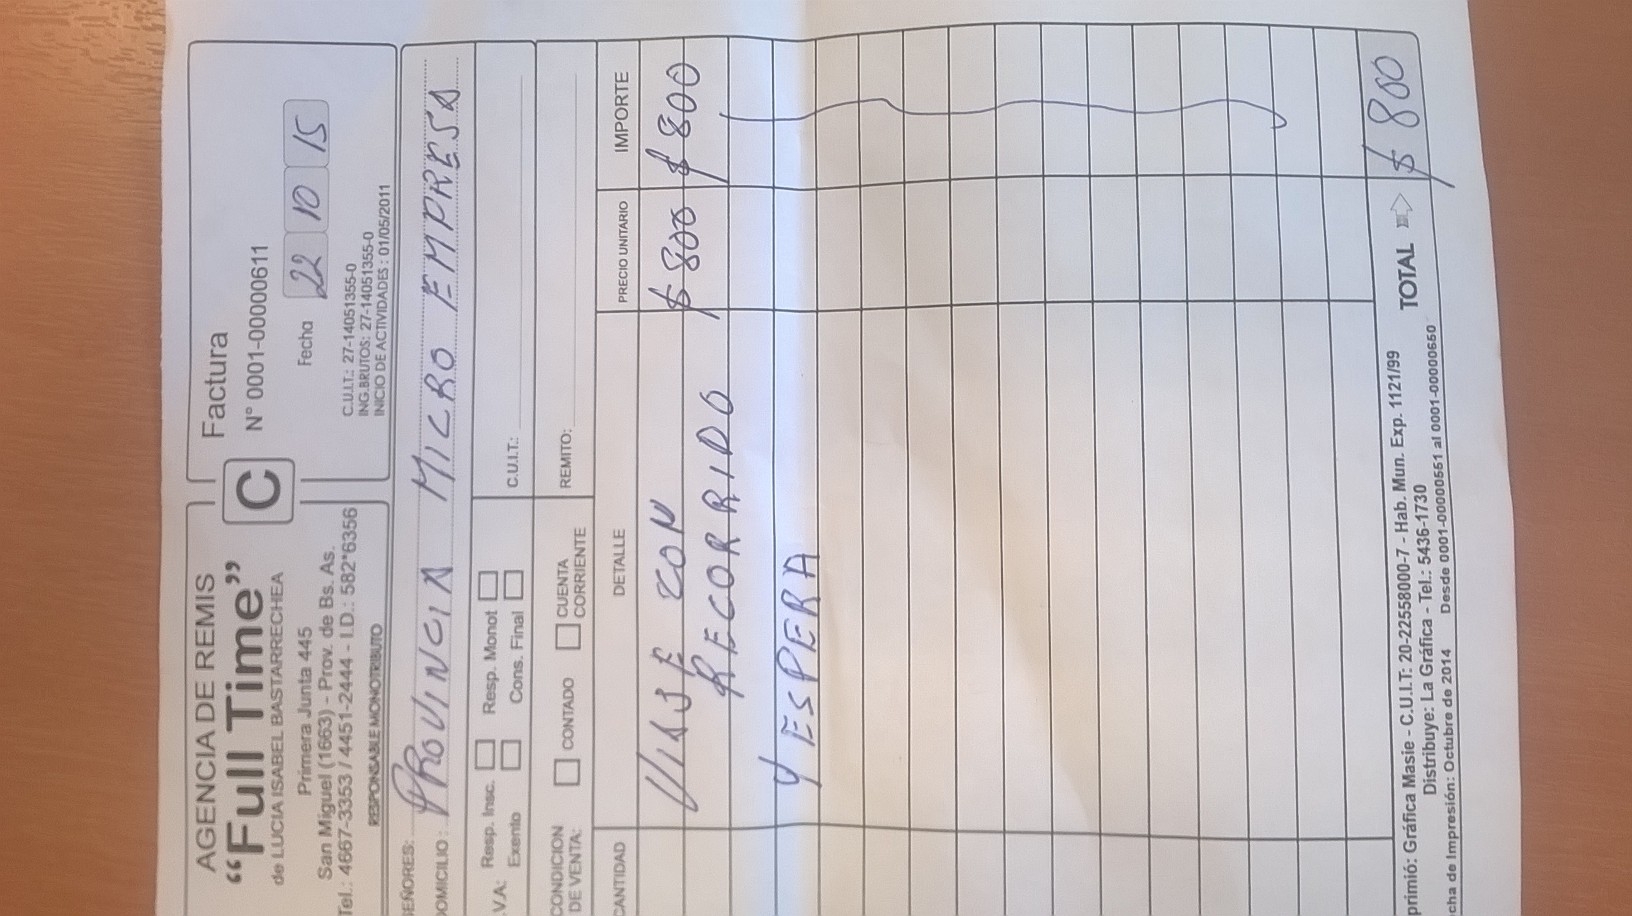 AGENCIA DE REMIS
“Full Time”
de LUCIA ISABEL BASTARRECHEA
Primera Junta 445
San Miguel (1663) - Prov. de Bs. As.
Tel.: 4667-3353 / 4451-2444 - I.D.: 582*6356
RESPONSABLE MONOTRIBUTO
C
Factura
N° 0001-00000611
Fecha 22 10 15
C.U.I.T.: 27-14051355-0
ING.BRUTOS: 27-14051355-0
INICIO DE ACTIVIDADES : 01/05/2011
EÑORES: PROVINCIA MICRO EMPRESA
DOMICILIO:
.V.A: Resp. Insc. Resp. Monot
Exento Cons. Final C.U.I.T.:
CONDICION DE VENTA: CONTADO CUENTA CORRIENTE REMITO:
CANTIDAD DETALLE PRECIO UNITARIO IMPORTE
VIAJE CON $ 800 $ 800
RECORRIDO
Y ESPERA
TOTAL $ 800
primió: Gráfica Masie - C.U.I.T: 20-22558000-7 - Hab. Mun. Exp. 1121/99
Distribuye: La Gráfica - Tel.: 5436-1730
cha de Impresión: Octubre de 2014 Desde 0001-00000551 al 0001-00000650